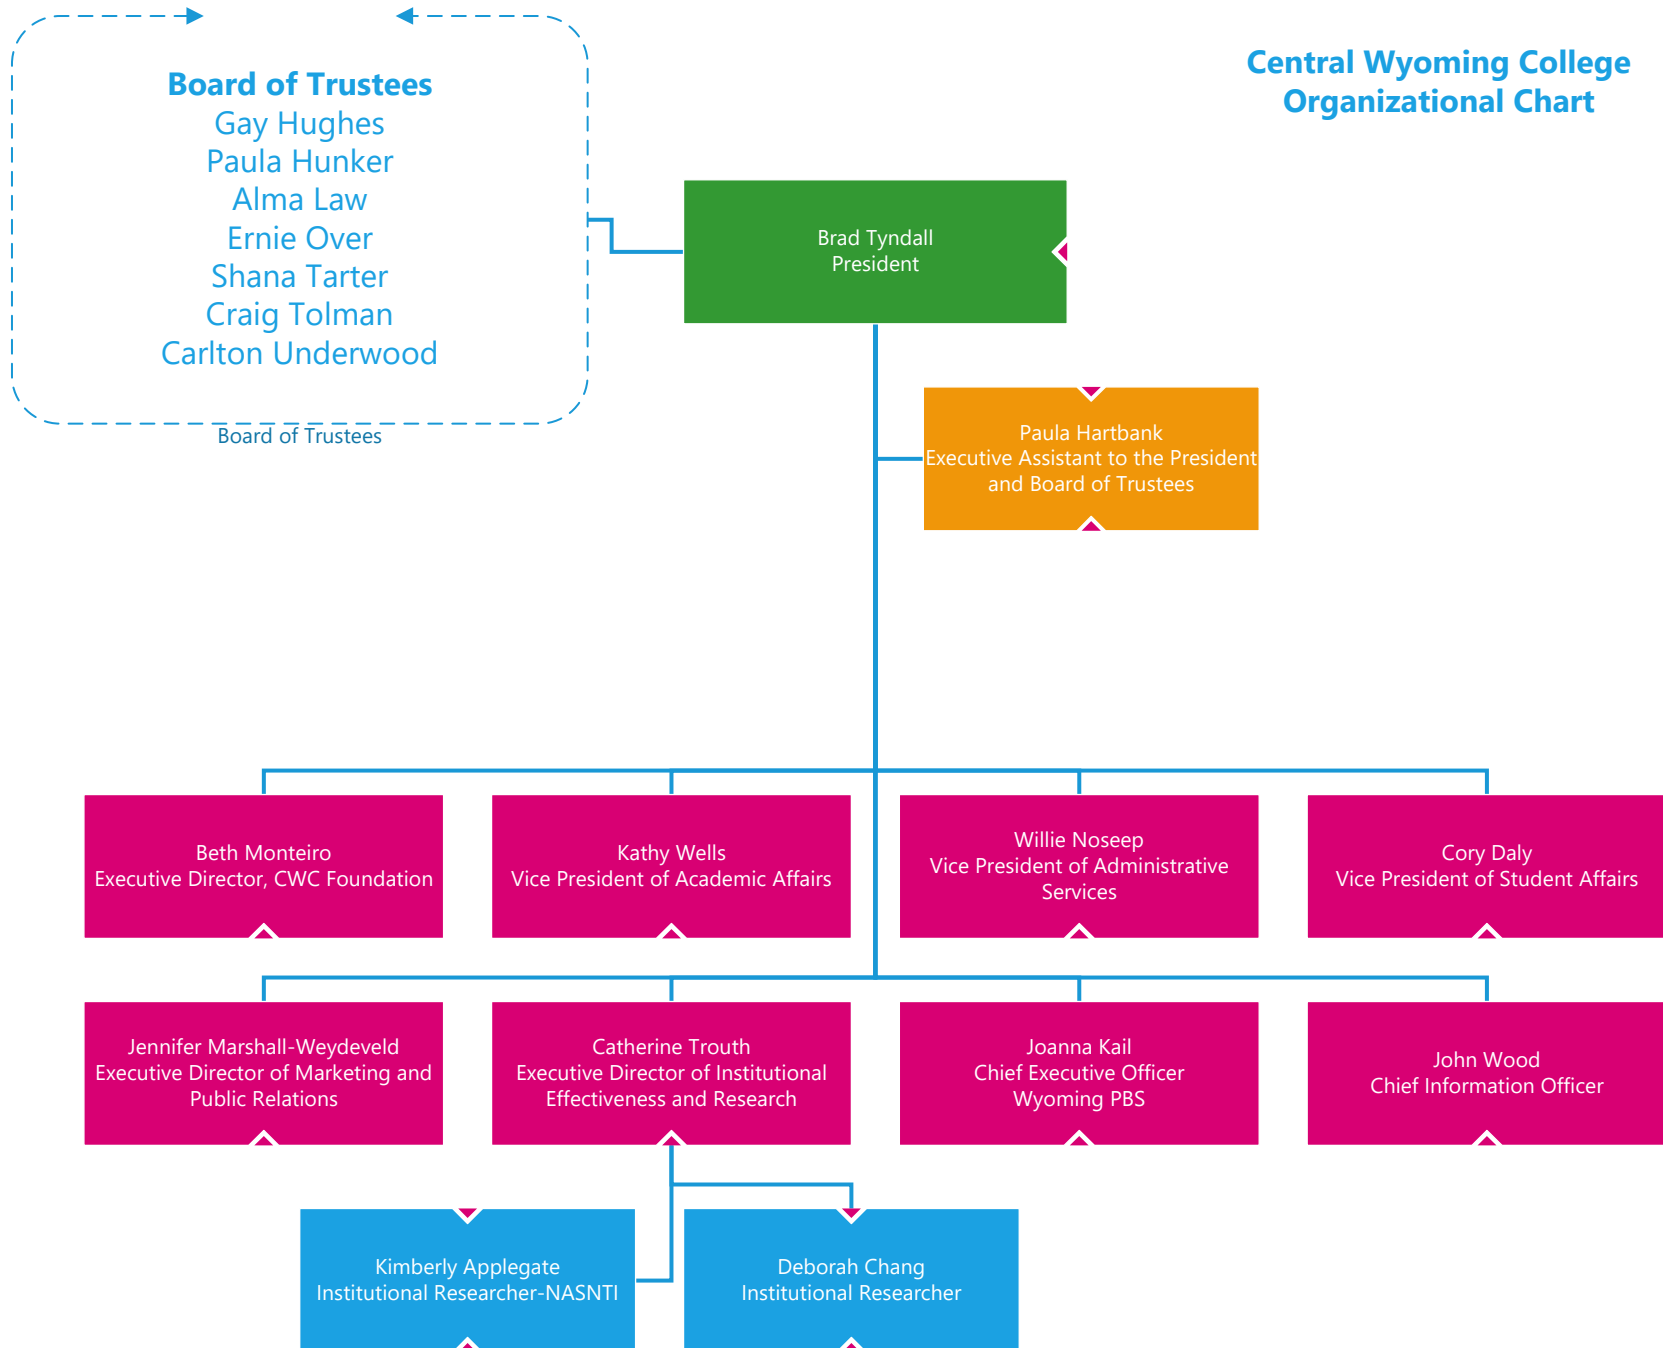 Central Wyoming College
Organizational Chart
Board of Trustees
Gay Hughes
Paula Hunker
Alma Law
Ernie Over
Shana Tarter
Craig Tolman
Carlton Underwood
Board of Trustees
Brad Tyndall
President
Paula Hartbank
Executive Assistant to the President
and Board of Trustees
Beth Monteiro
Executive Director, CWC Foundation
Kathy Wells
Vice President of Academic Affairs
Willie Noseep
Vice President of Administrative
Services
Cory Daly
Vice President of Student Affairs
Jennifer Marshall-Weydeveld
Executive Director of Marketing and
Public Relations
Catherine Trouth
Executive Director of Institutional
Effectiveness and Research
Joanna Kail
Chief Executive Officer
Wyoming PBS
John Wood
Chief Information Officer
Kimberly Applegate
Institutional Researcher-NASNTI
Deborah Chang
Institutional Researcher